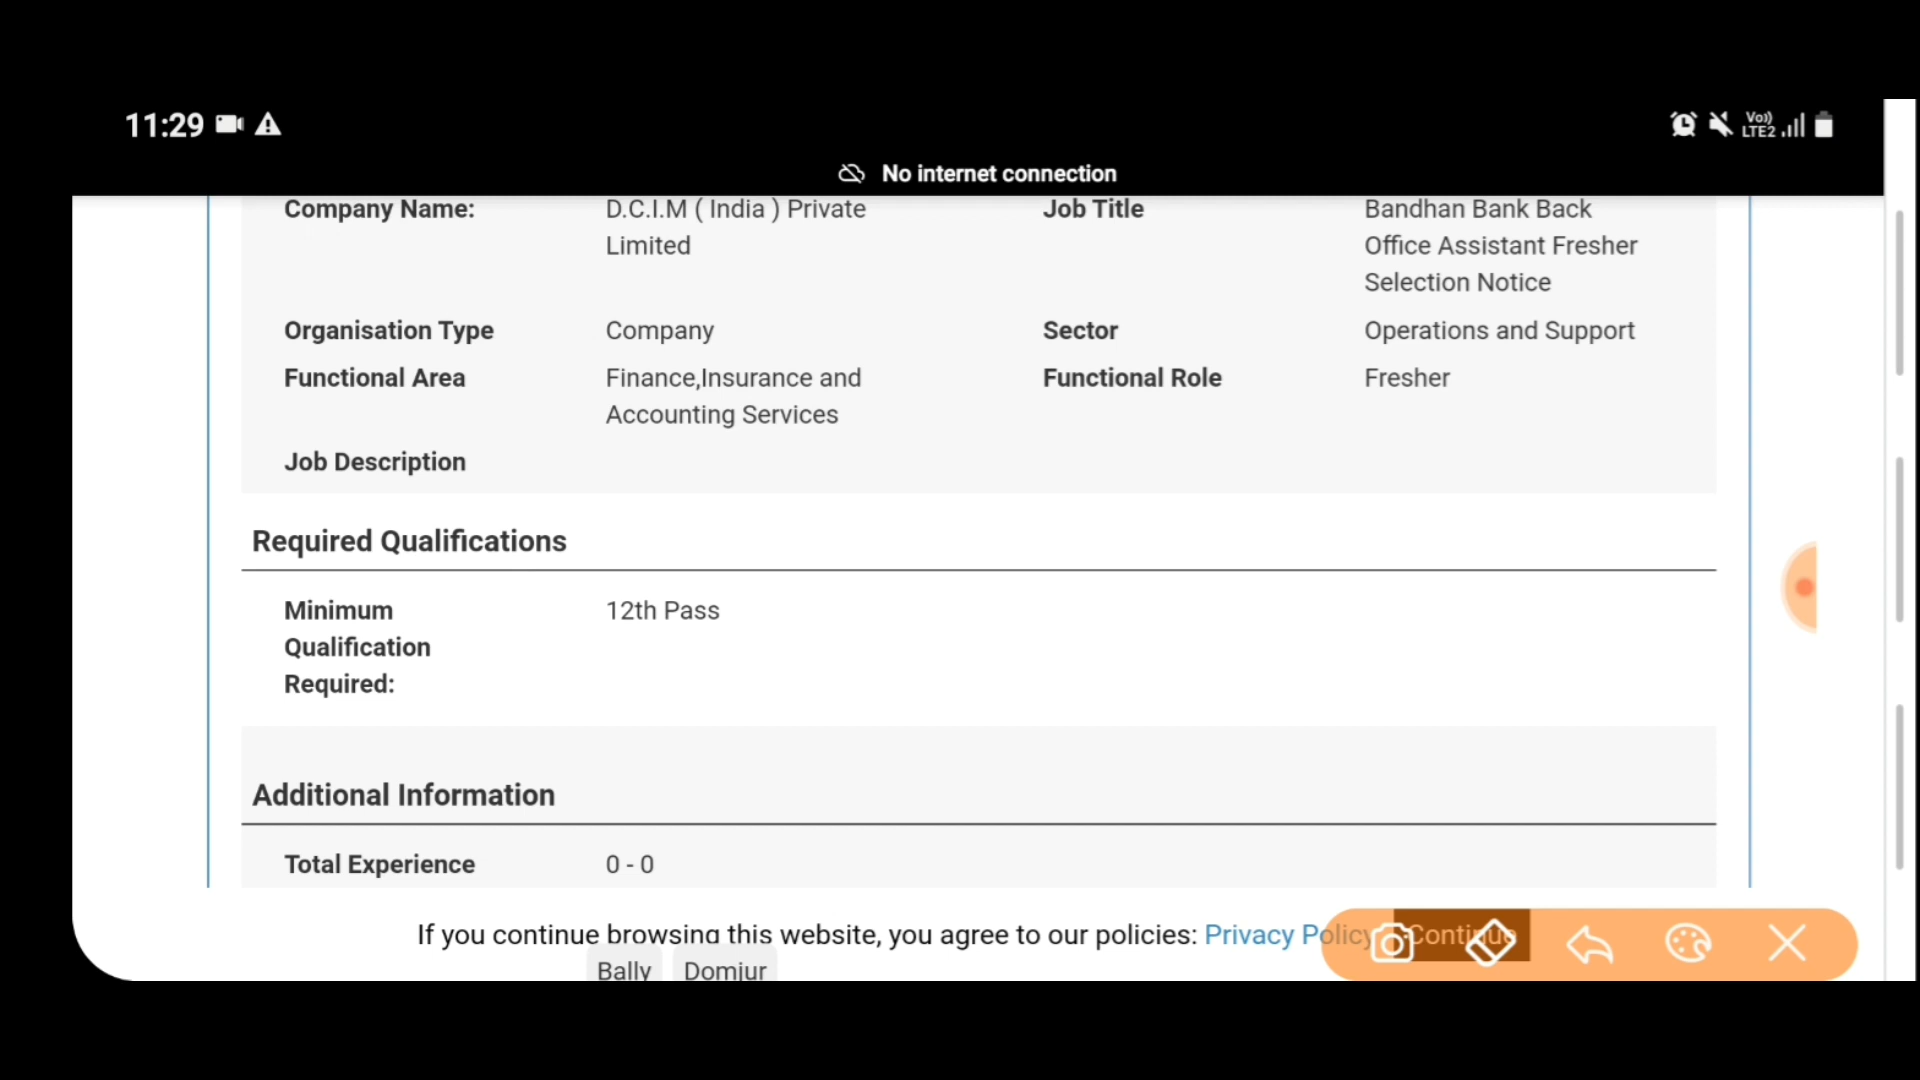 11:29
Vo)) LTE2
No internet connection
Company Name: D.C.I.M ( India ) Private Job Title Bandhan Bank Back
Limited Office Assistant Fresher
Selection Notice
Organisation Type Company Sector Operations and Support
Functional Area Finance,Insurance and Functional Role Fresher
Accounting Services
Job Description
Required Qualifications
Minimum 12th Pass
Qualification
Required:
Additional Information
Total Experience 0 - 0
If you continue browsing this website, you agree to our policies: Privacy Policy Continue
Bally Domjur